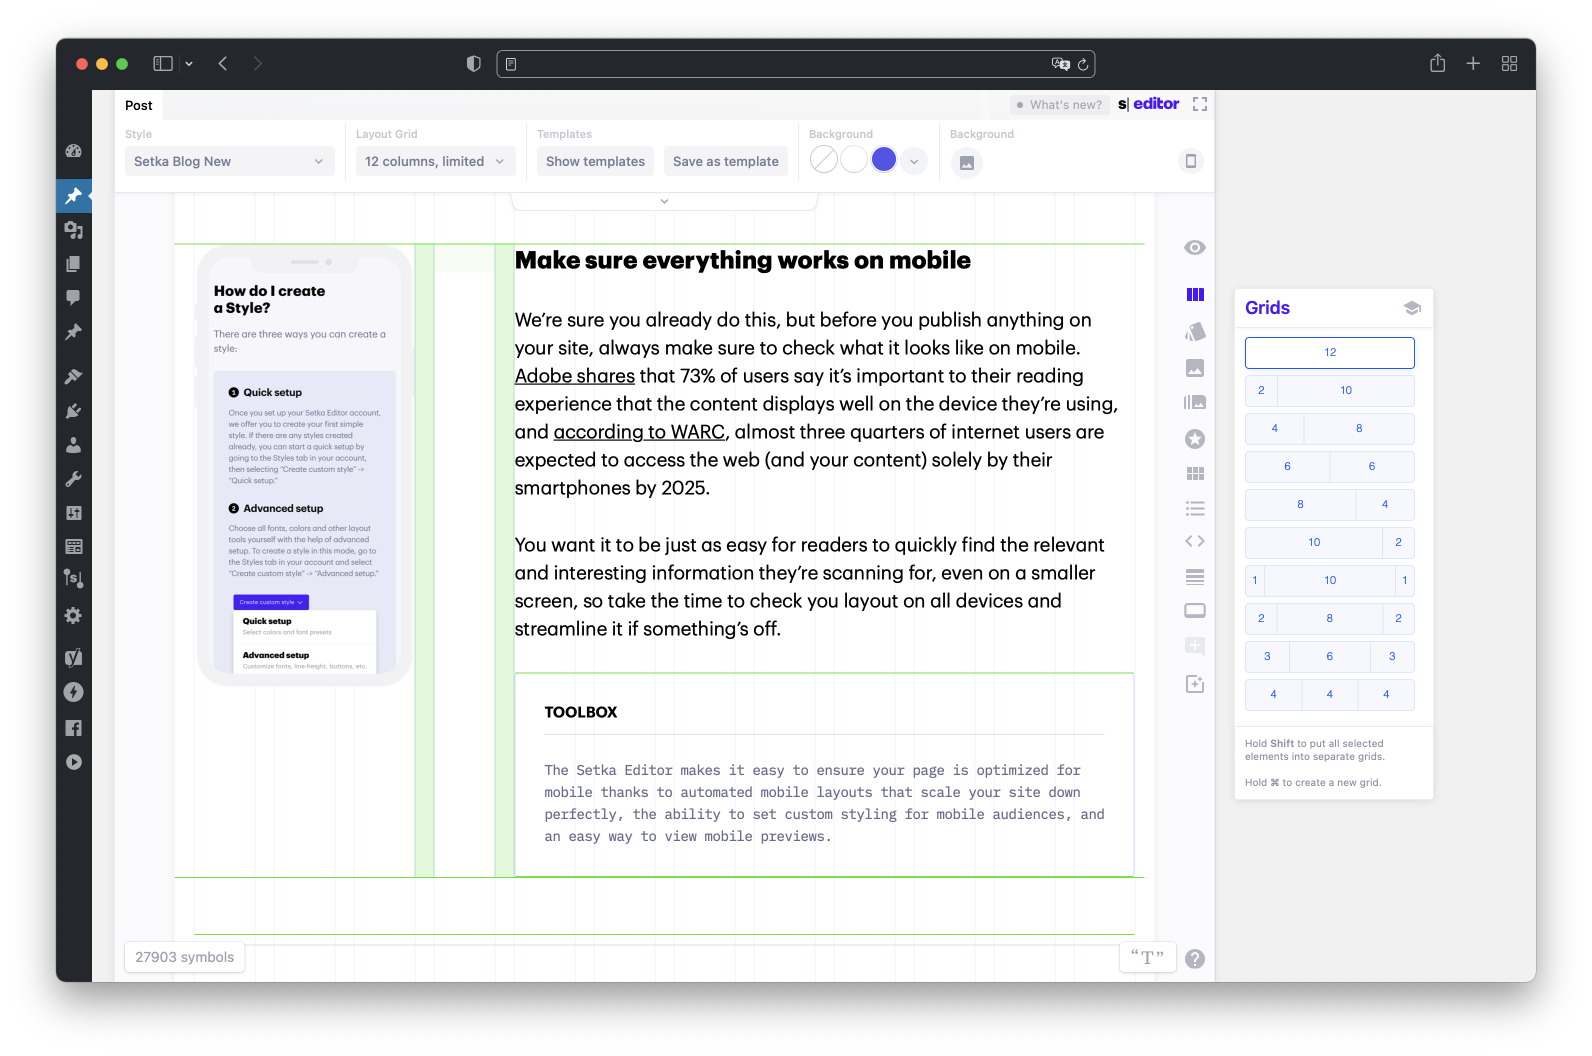 Post
What's new?
s| editor
Style
Layout Grid
Templates
Background
Background
Setka Blog New
12 columns, limited
Show templates
Save as template
How do I create
a Style?
There are three ways you can create a
style:
1 Quick setup
Once you set up your Setka Editor account,
we offer you to create your first simple
style. If there are any styles created
already, you can start a quick setup by
going to the Styles tab in your account,
then selecting “Create custom style” ->
“Quick setup.”
2 Advanced setup
Choose all fonts, colors and other layout
tools yourself with the help of advanced
setup. To create a style in this mode, go to
the Styles tab in your account and select
“Create custom style” -> “Advanced setup.”
Create custom style
Quick setup
Select colors and font presets
Advanced setup
Customize fonts, line-height, buttons, etc.
Make sure everything works on mobile
We’re sure you already do this, but before you publish anything on
your site, always make sure to check what it looks like on mobile.
Adobe shares that 73% of users say it’s important to their reading
experience that the content displays well on the device they’re using,
and according to WARC, almost three quarters of internet users are
expected to access the web (and your content) solely by their
smartphones by 2025.
You want it to be just as easy for readers to quickly find the relevant
and interesting information they’re scanning for, even on a smaller
screen, so take the time to check you layout on all devices and
streamline it if something’s off.
TOOLBOX
The Setka Editor makes it easy to ensure your page is optimized for
mobile thanks to automated mobile layouts that scale your site down
perfectly, the ability to set custom styling for mobile audiences, and
an easy way to view mobile previews.
27903 symbols
“T”
?
Grids
12
2 10
4 8
6 6
8 4
10 2
1 10 1
2 8 2
3 6 3
4 4 4
Hold Shift to put all selected
elements into separate grids.
Hold ⌘ to create a new grid.